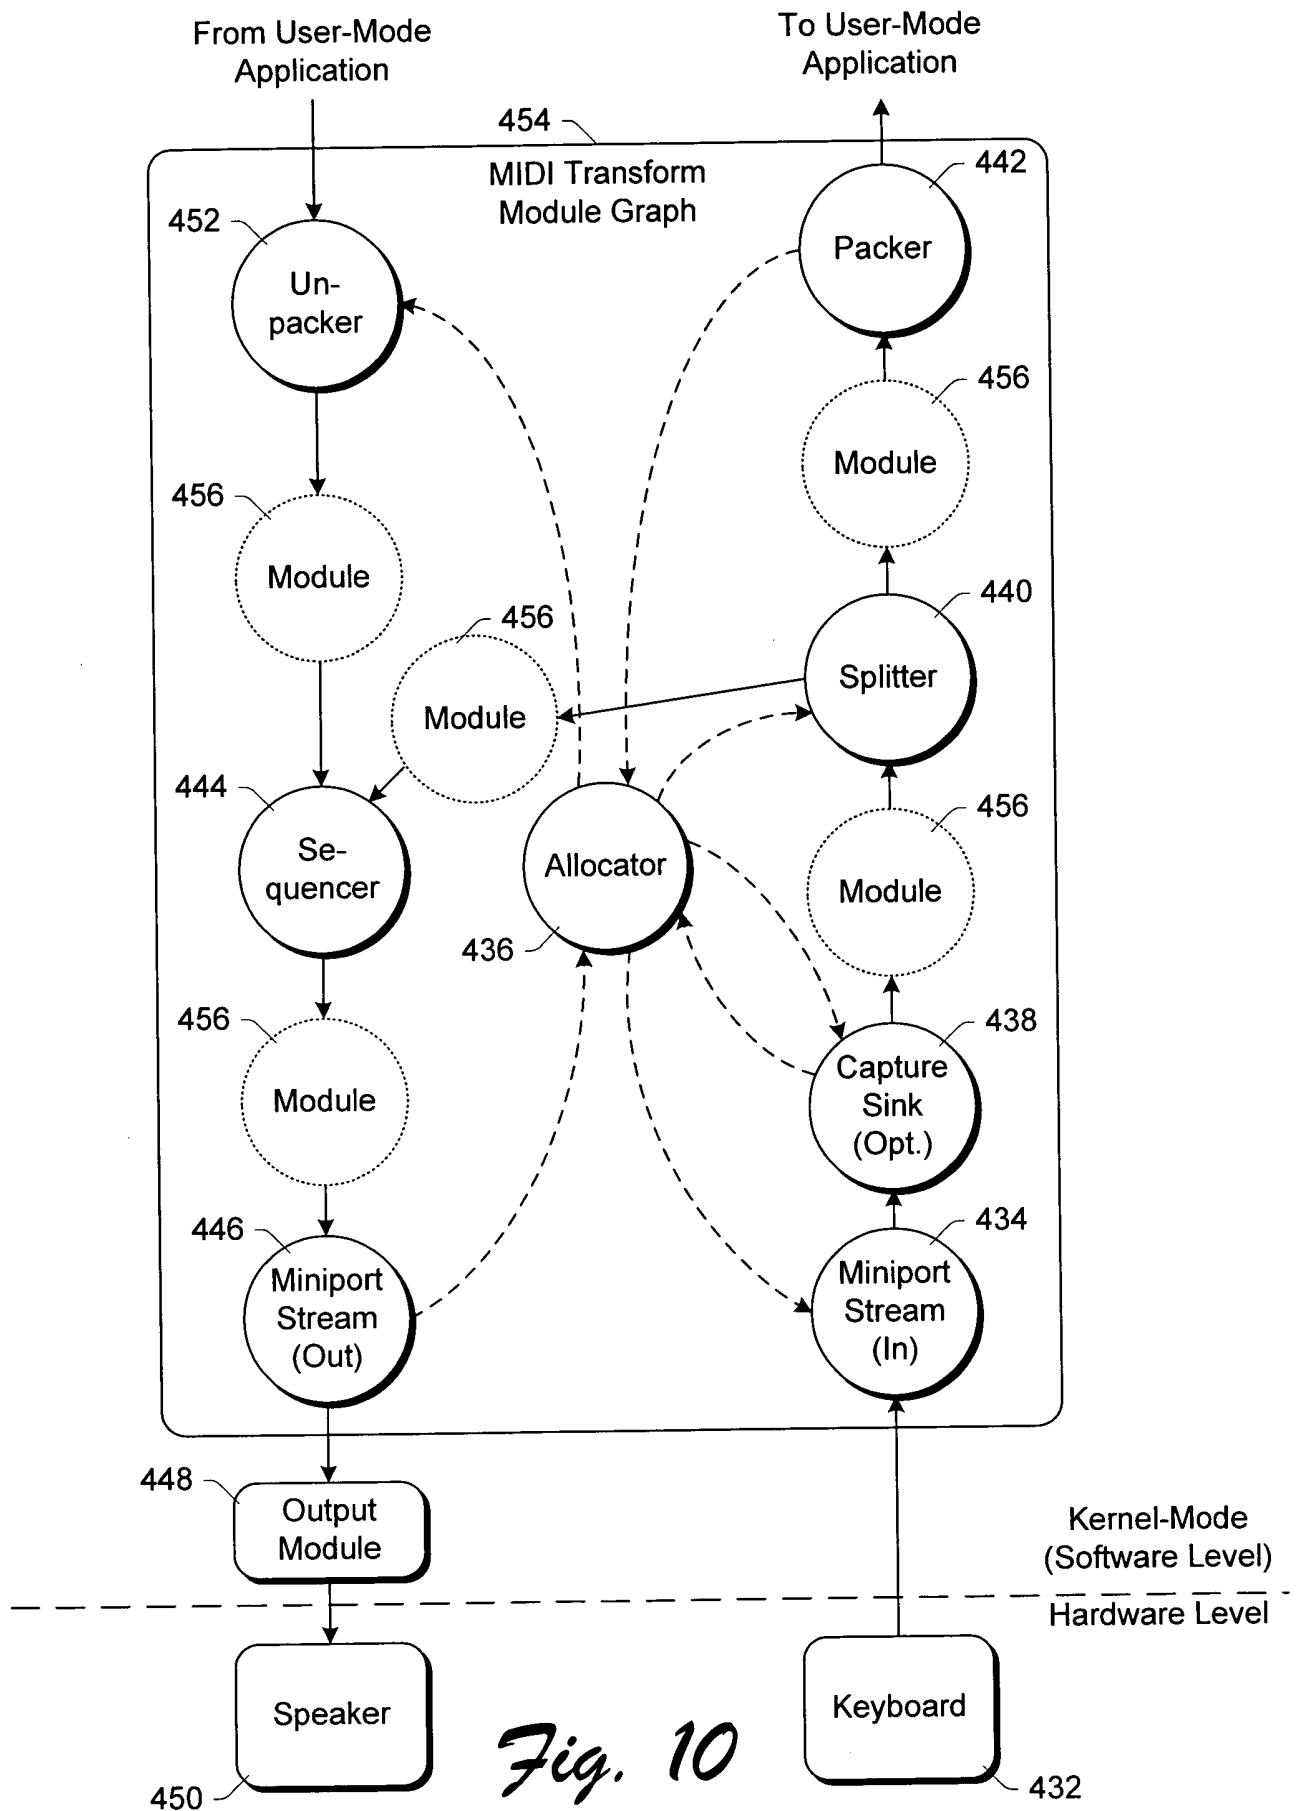 From User-Mode
Application
To User-Mode
Application
454
MIDI Transform
Module Graph
442
Packer
452
Un-
packer
456
Module
456
Module
456
Module
440
Splitter
444
Se-
quencer
Allocator
436
456
Module
456
Module
438
Capture
Sink
(Opt.)
446
Miniport
Stream
(Out)
434
Miniport
Stream
(In)
448
Output
Module
Kernel-Mode
(Software Level)
Hardware Level
Speaker
450
Keyboard
432
Fig. 10